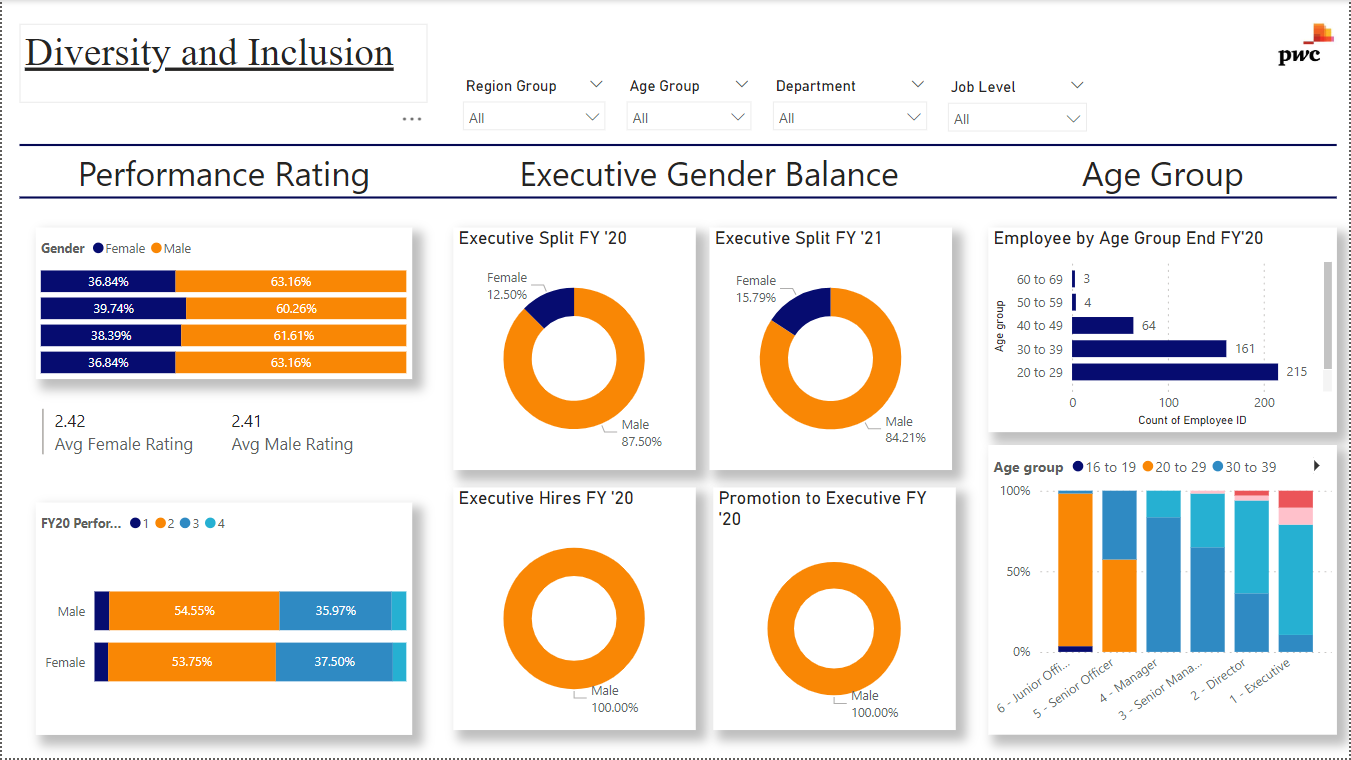 Diversity and Inclusion
pwc
Region Group
Age Group
Department
Job Level
All
All
All
All
Performance Rating
Executive Gender Balance
Age Group
Gender Female Male
36.84% 63.16%
39.74% 60.26%
38.39% 61.61%
36.84% 63.16%
2.42
Avg Female Rating
2.41
Avg Male Rating
FY20 Perfor... 1 2 3 4
Male 54.55% 35.97%
Female 53.75% 37.50%
Executive Split FY '20
Female
12.50%
Male
87.50%
Executive Split FY '21
Female
15.79%
Male
84.21%
Executive Hires FY '20
Male
100.00%
Promotion to Executive FY
'20
Male
100.00%
Employee by Age Group End FY'20
Age group
60 to 69 3
50 to 59 4
40 to 49 64
30 to 39 161
20 to 29 215
0 100 200
Count of Employee ID
Age group 16 to 19 20 to 29 30 to 39
100%
50%
0%
6 - Junior Offi...
5 - Senior Officer
4 - Manager
3 - Senior Mana...
2 - Director
1 - Executive